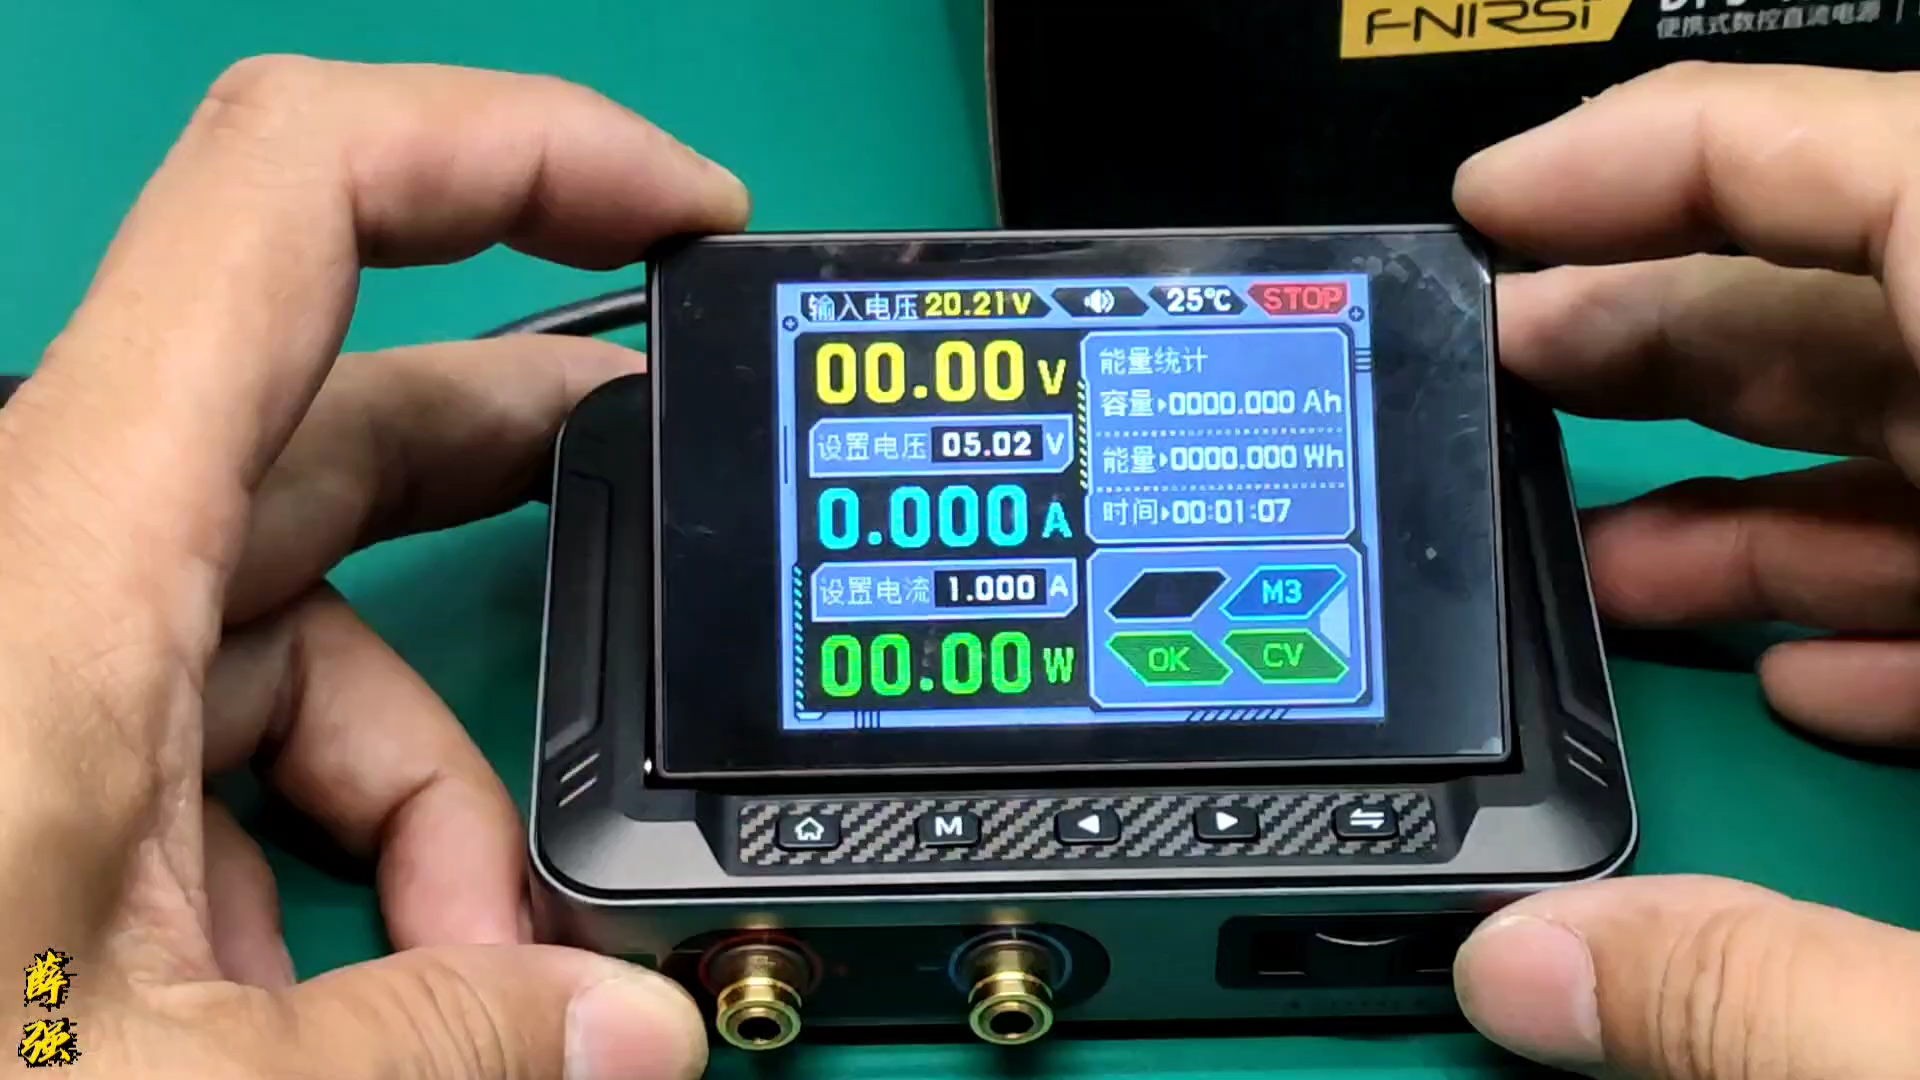 FNIRSI
便携式数控直流电源
输入电压 20.21V
25℃
STOP
00.00 V
设置电压 05.02 V
0.000 A
设置电流 1.000 A
00.00 W
能量统计
容量▸0000.000 Ah
能量▸0000.000 Wh
时间▸00:01:07
M3
OK
CV
M
薛
强